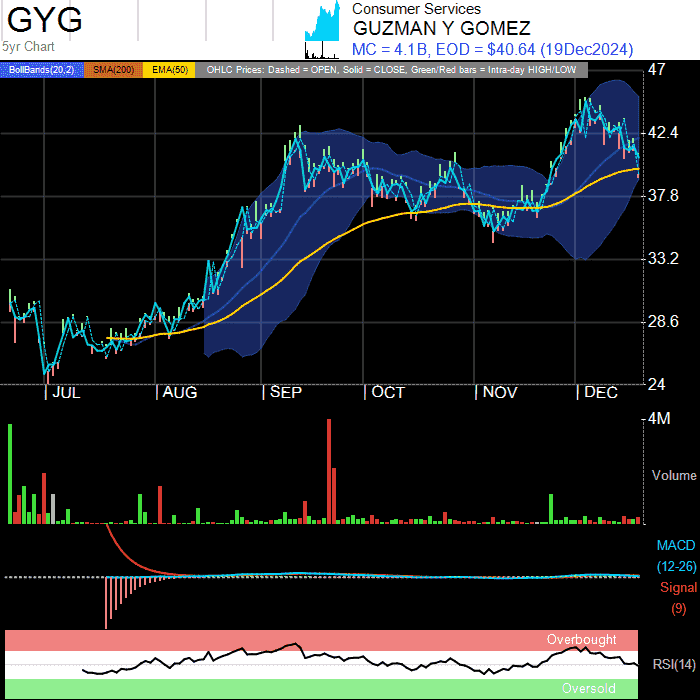 GYG
5yr Chart
Consumer Services
GUZMAN Y GOMEZ
MC = 4.1B, EOD = $40.64 (19Dec2024)
BollBands(20,2) SMA(200) EMA(50) OHLC Prices: Dashed = OPEN, Solid = CLOSE, Green/Red bars = Intra-day HIGH/LOW
47
42.4
37.8
33.2
28.6
24
JUL AUG SEP OCT NOV DEC
4M
Volume
MACD
(12-26)
Signal
(9)
Overbought
RSI(14)
Oversold